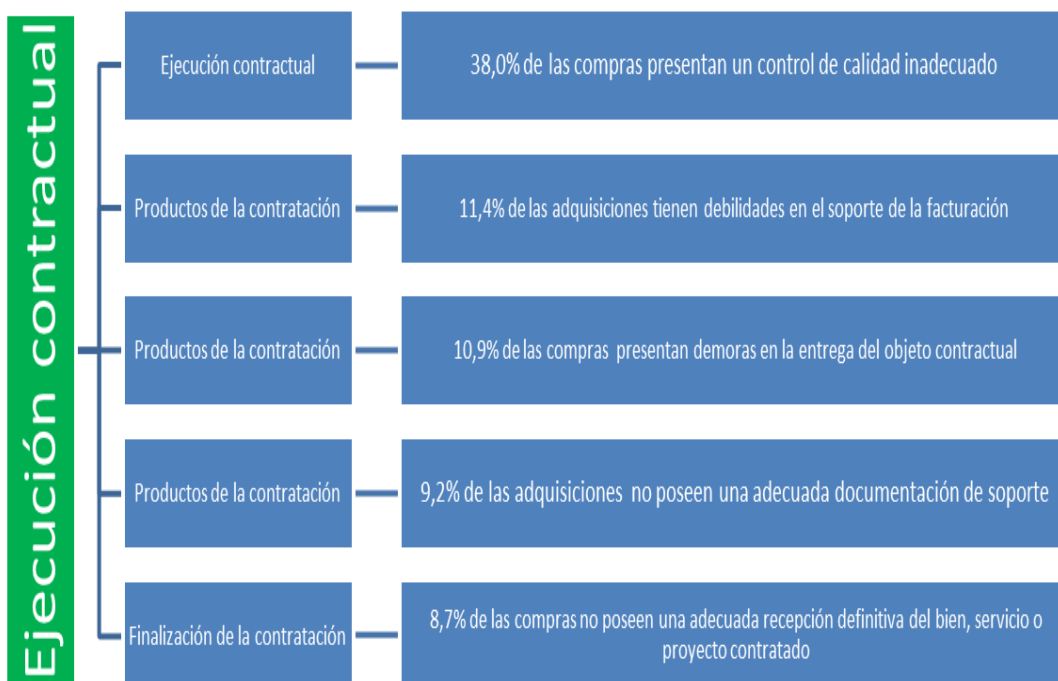 Ejecución contractual
Ejecución contractual
38,0% de las compras presentan un control de calidad inadecuado
Productos de la contratación
11,4% de las adquisiciones tienen debilidades en el soporte de la facturación
Productos de la contratación
10,9% de las compras presentan demoras en la entrega del objeto contractual
Productos de la contratación
9,2% de las adquisiciones no poseen una adecuada documentación de soporte
Finalización de la contratación
8,7% de las compras no poseen una adecuada recepción definitiva del bien, servicio o
proyecto contratado